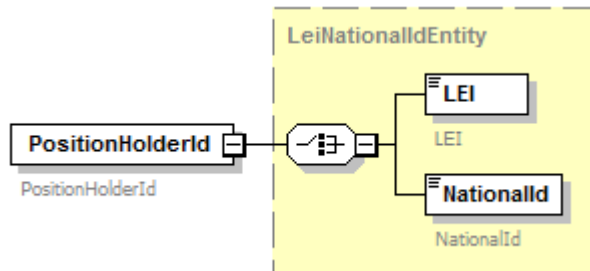 LeiNationalIdEntity
LEI
LEI
PositionHolderId
PositionHolderId
NationalId
NationalId